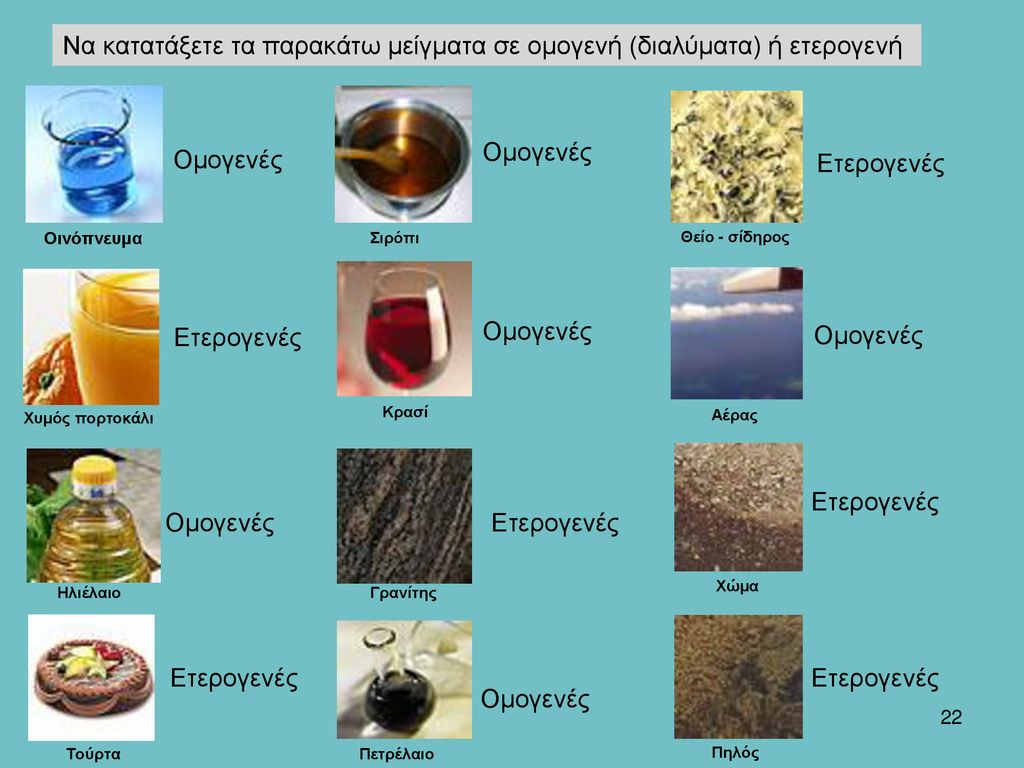 Να κατατάξετε τα παρακάτω μείγματα σε ομογενή (διαλύματα) ή ετερογενή
Ομογενές
Ομογενές
Ετερογενές
Οινόπνευμα
Σιρόπι
Θείο - σίδηρος
Ετερογενές
Ομογενές
Ομογενές
Χυμός πορτοκάλι
Κρασί
Αέρας
Ομογενές
Ετερογενές
Ετερογενές
Ηλιέλαιο
Γρανίτης
Χώμα
Ετερογενές
Ομογενές
Ετερογενές
22
Τούρτα
Πετρέλαιο
Πηλός